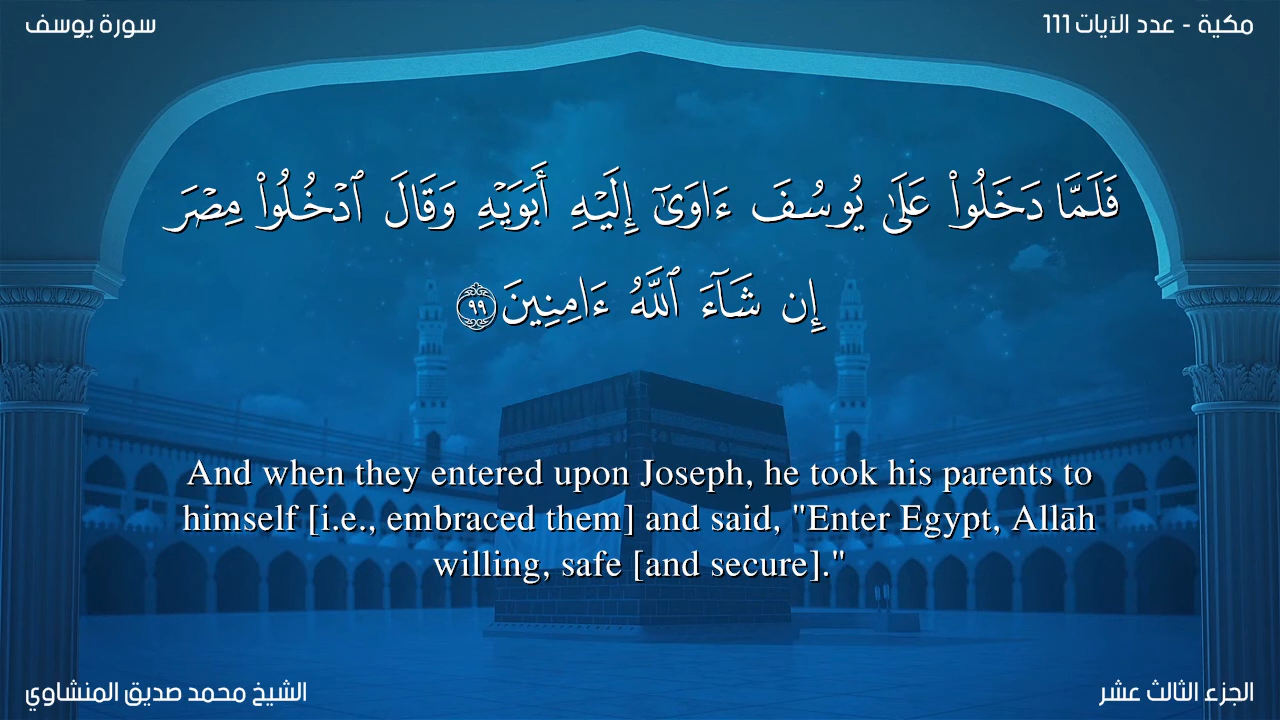 سورة يوسف
مكية - عدد الآيات 111
فَلَمَّا دَخَلُوا۟ عَلَىٰ يُوسُفَ ءَاوَىٰٓ إِلَيْهِ أَبَوَيْهِ وَقَالَ ٱدْخُلُوا۟ مِصْرَ
إِن شَآءَ ٱللَّهُ ءَامِنِينَ ٩٩
And when they entered upon Joseph, he took his parents to
himself [i.e., embraced them] and said, "Enter Egypt, Allāh
willing, safe [and secure]."
الشيخ محمد صديق المنشاوي
الجزء الثالث عشر